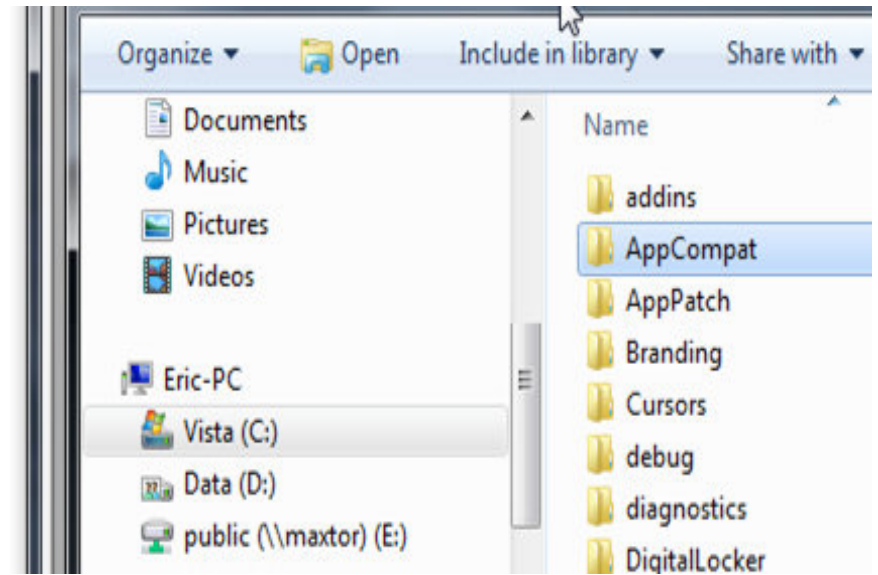 Organize Open Include in library Share with
Documents
Music
Pictures
Videos
Eric-PC
Vista (C:)
Data (D:)
public (\\maxtor) (E:)
Name
addins
AppCompat
AppPatch
Branding
Cursors
debug
diagnostics
DigitalLocker